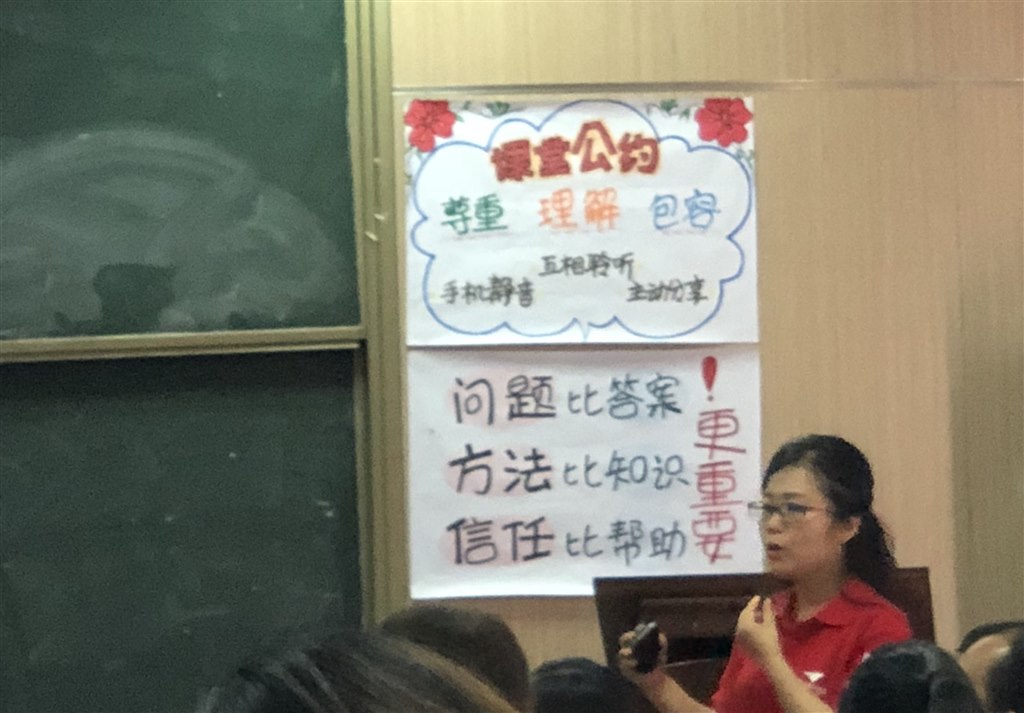 课堂公约
尊重 理解 包容
互相聆听
手机静音 主动分享
问题比答案
方法比知识
信任比帮助
更重要!